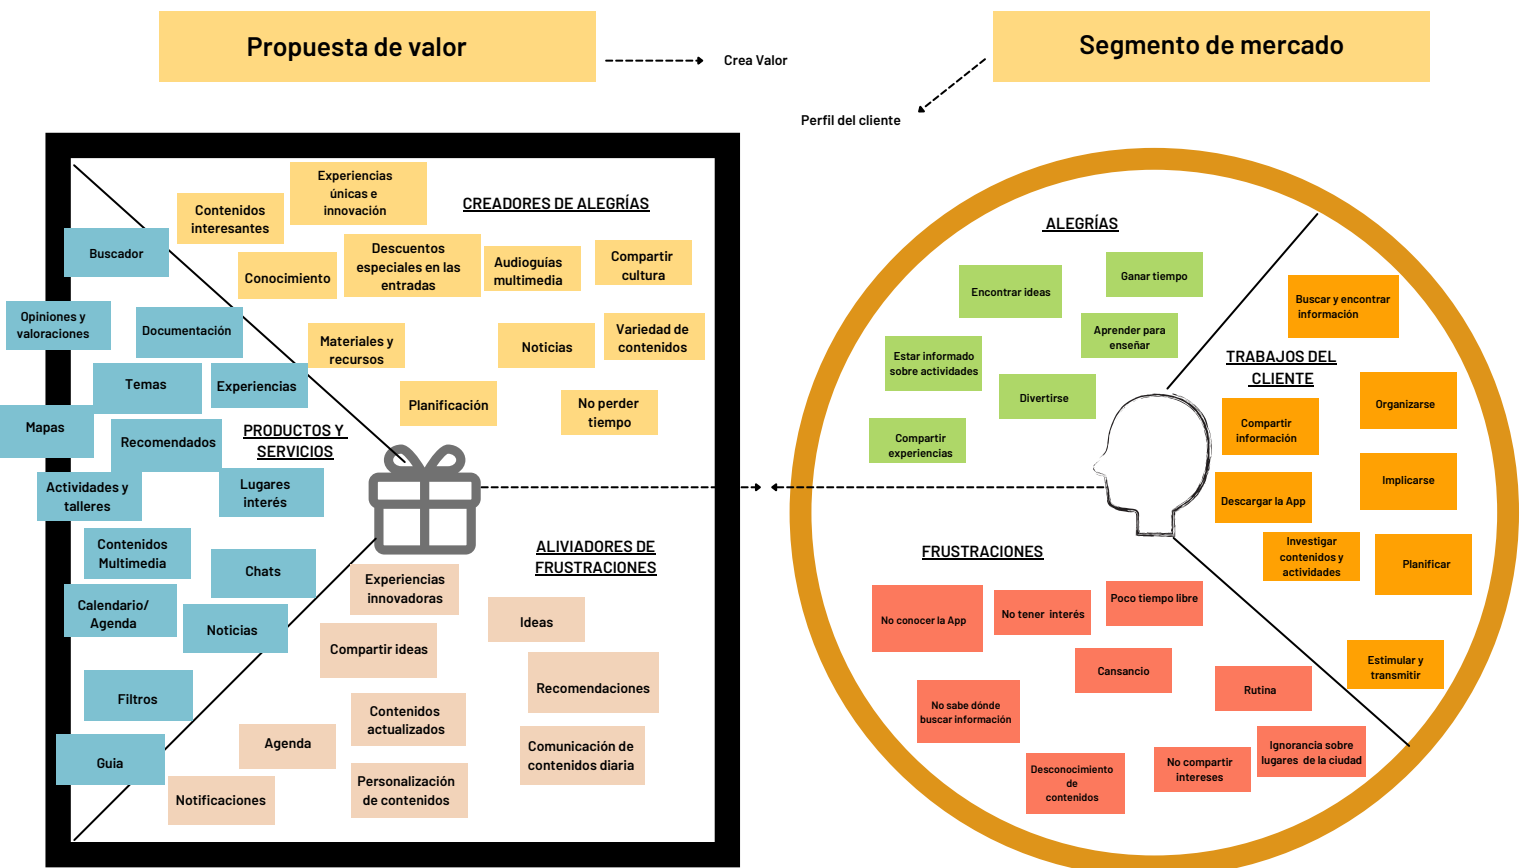 Propuesta de valor
Crea Valor
Segmento de mercado
Perfil del cliente
CREADORES DE ALEGRÍAS
Experiencias
únicas e
innovación
Contenidos
interesantes
Descuentos
especiales en las
entradas
Conocimiento
Audioguías
multimedia
Compartir
cultura
Materiales y
recursos
Noticias
Variedad de
contenidos
Planificación
No perder
tiempo
PRODUCTOS Y
SERVICIOS
Buscador
Opiniones y
valoraciones
Documentación
Temas
Experiencias
Mapas
Recomendados
Actividades y
talleres
Lugares
interés
Contenidos
Multimedia
Chats
Calendario/
Agenda
Noticias
Filtros
Guia
ALIVIADORES DE
FRUSTRACIONES
Experiencias
innovadoras
Ideas
Compartir ideas
Recomendaciones
Contenidos
actualizados
Agenda
Comunicación de
contenidos diaria
Personalización
de contenidos
Notificaciones
ALEGRÍAS
Ganar tiempo
Encontrar ideas
Aprender para
enseñar
Estar informado
sobre actividades
Divertirse
Compartir
experiencias
TRABAJOS DEL
CLIENTE
Buscar y encontrar
información
Organizarse
Compartir
información
Implicarse
Descargar la App
Investigar
contenidos y
actividades
Planificar
Estimular y
transmitir
FRUSTRACIONES
No conocer la App
No tener interés
Poco tiempo libre
Cansancio
Rutina
No sabe dónde
buscar información
Desconocimiento
de
contenidos
No compartir
intereses
Ignorancia sobre
lugares de la ciudad